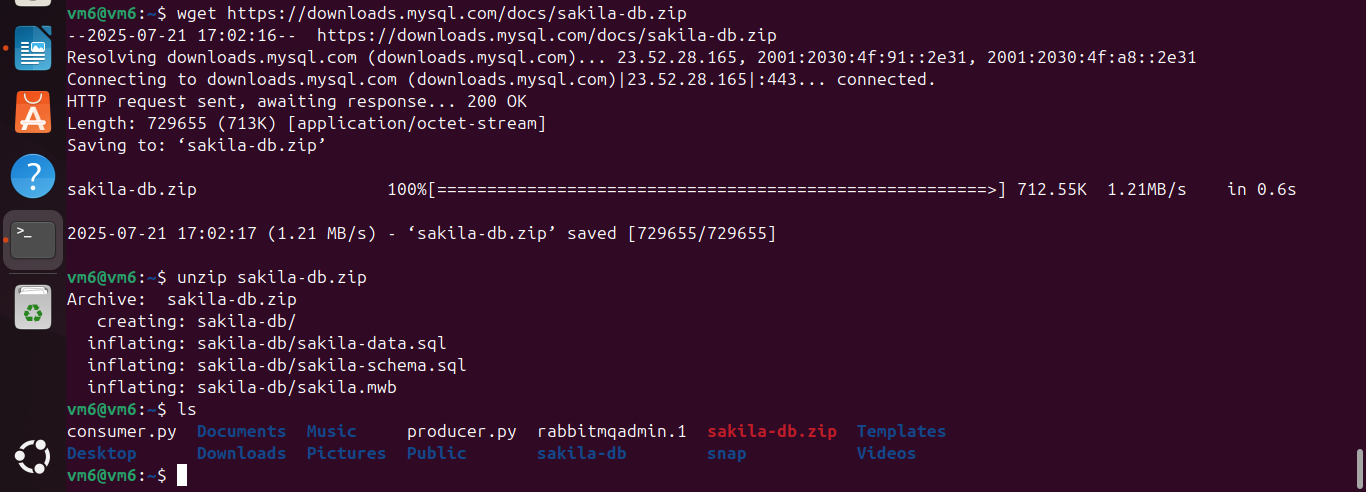 vm6@vm6:~$ wget https://downloads.mysql.com/docs/sakila-db.zip
--2025-07-21 17:02:16--  https://downloads.mysql.com/docs/sakila-db.zip
Resolving downloads.mysql.com (downloads.mysql.com)... 23.52.28.165, 2001:2030:4f:91::2e31, 2001:2030:4f:a8::2e31
Connecting to downloads.mysql.com (downloads.mysql.com)|23.52.28.165|:443... connected.
HTTP request sent, awaiting response... 200 OK
Length: 729655 (713K) [application/octet-stream]
Saving to: ‘sakila-db.zip’
sakila-db.zip                   100%[=======================================================>] 712.55K  1.21MB/s    in 0.6s
2025-07-21 17:02:17 (1.21 MB/s) - ‘sakila-db.zip’ saved [729655/729655]
vm6@vm6:~$ unzip sakila-db.zip
Archive:  sakila-db.zip
   creating: sakila-db/
  inflating: sakila-db/sakila-data.sql
  inflating: sakila-db/sakila-schema.sql
  inflating: sakila-db/sakila.mwb
vm6@vm6:~$ ls
consumer.py  Documents  Music     producer.py  rabbitmqadmin.1  sakila-db.zip  Templates
Desktop      Downloads  Pictures  Public       sakila-db        snap           Videos
vm6@vm6:~$